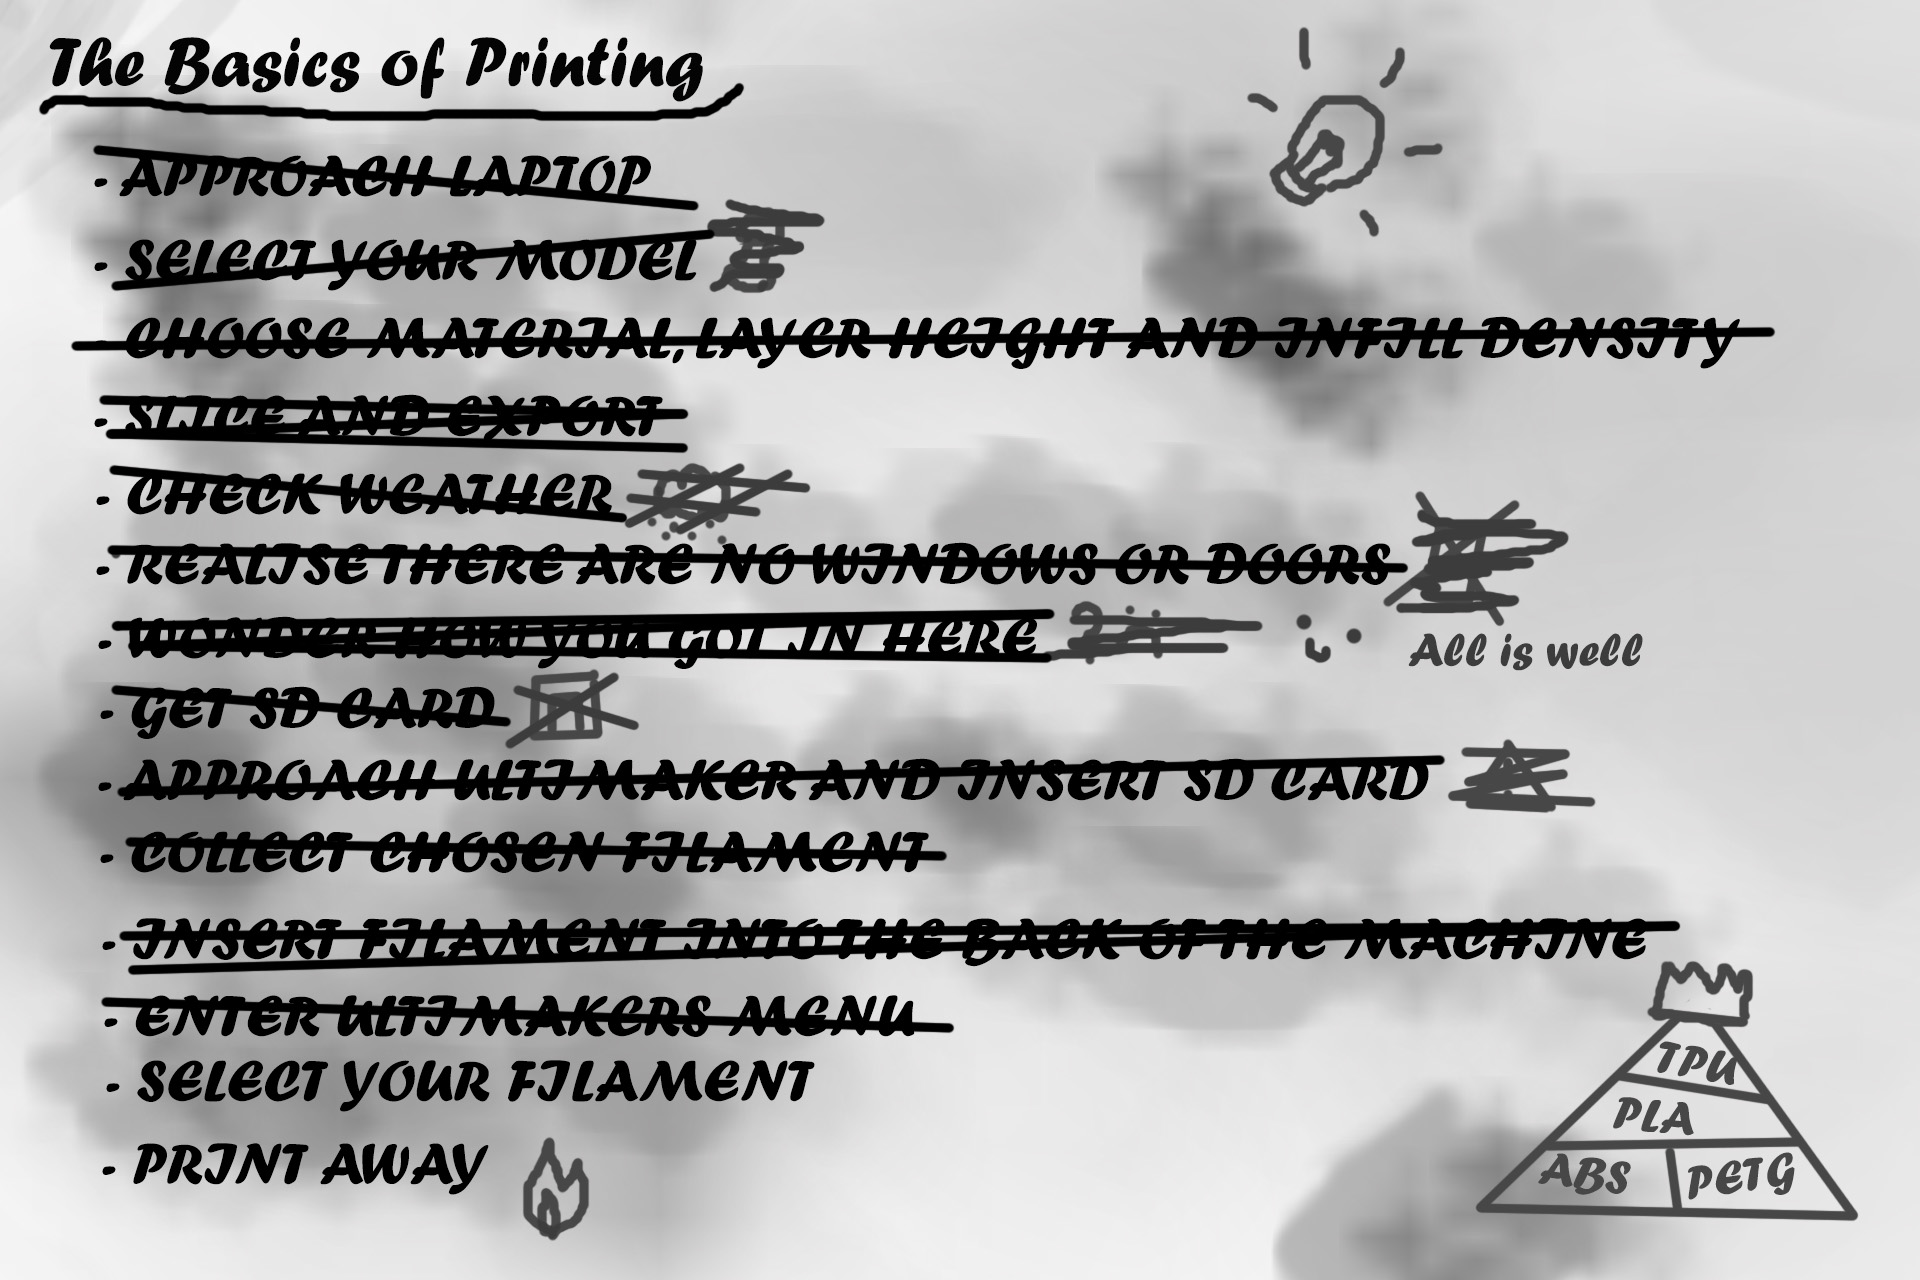 The Basics of Printing
- APPROACH LAPTOP
- SELECT YOUR MODEL
- CHOOSE MATERIAL, LAYER HEIGHT AND INFILL DENSITY
- SLICE AND EXPORT
- CHECK WEATHER
- REALISE THERE ARE NO WINDOWS OR DOORS
- WONDER HOW YOU GOT IN HERE
All is well
- GET SD CARD
- APPROACH ULTIMAKER AND INSERT SD CARD
- COLLECT CHOSEN FILAMENT
- INSERT FILAMENT INTO THE BACK OF THE MACHINE
- ENTER ULTIMAKERS MENU
- SELECT YOUR FILAMENT
- PRINT AWAY
TPU
PLA
ABS PETG